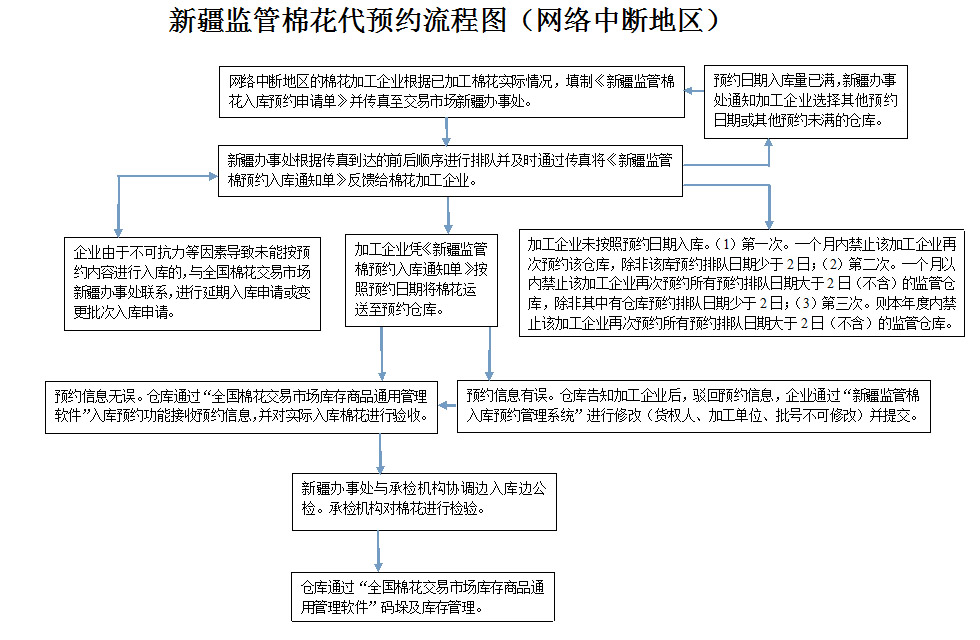 新疆监管棉花代预约流程图（网络中断地区）
网络中断地区的棉花加工企业根据已加工棉花实际情况，填制《新疆监管棉
花入库预约申请单》并传真至交易市场新疆办事处。
预约日期入库量已满，新疆办事
处通知加工企业选择其他预约
日期或其他预约未满的仓库。
新疆办事处根据传真到达的前后顺序进行排队并及时通过传真将《新疆监管
棉预约入库通知单》反馈给棉花加工企业。
企业由于不可抗力等因素导致未能按预
约内容进行入库的，与全国棉花交易市场
新疆办事处联系，进行延期入库申请或变
更批次入库申请。
加工企业凭《新疆监管
棉预约入库通知单》按
照预约日期将棉花运
送至预约仓库。
加工企业未按照预约日期入库。（1）第一次。一个月内禁止该加工企业再
次预约该仓库，除非该库预约排队日期少于 2 日；（2）第二次。一个月以
内禁止该加工企业再次预约所有预约排队日期大于 2 日（不含）的监管仓
库，除非其中有仓库预约排队日期少于 2 日；（3）第三次。则本年度内禁
止该加工企业再次预约所有预约排队日期大于 2 日（不含）的监管仓库。
预约信息无误。仓库通过“全国棉花交易市场库存商品通用管理
软件”入库预约功能接收预约信息，并对实际入库棉花进行验收。
预约信息有误。仓库告知加工企业后，驳回预约信息，企业通过“新疆监管棉
入库预约管理系统”进行修改（货权人、加工单位、批号不可修改）并提交。
新疆办事处与承检机构协调边入库边公
检。承检机构对棉花进行检验。
仓库通过“全国棉花交易市场库存商品通
用管理软件”码垛及库存管理。